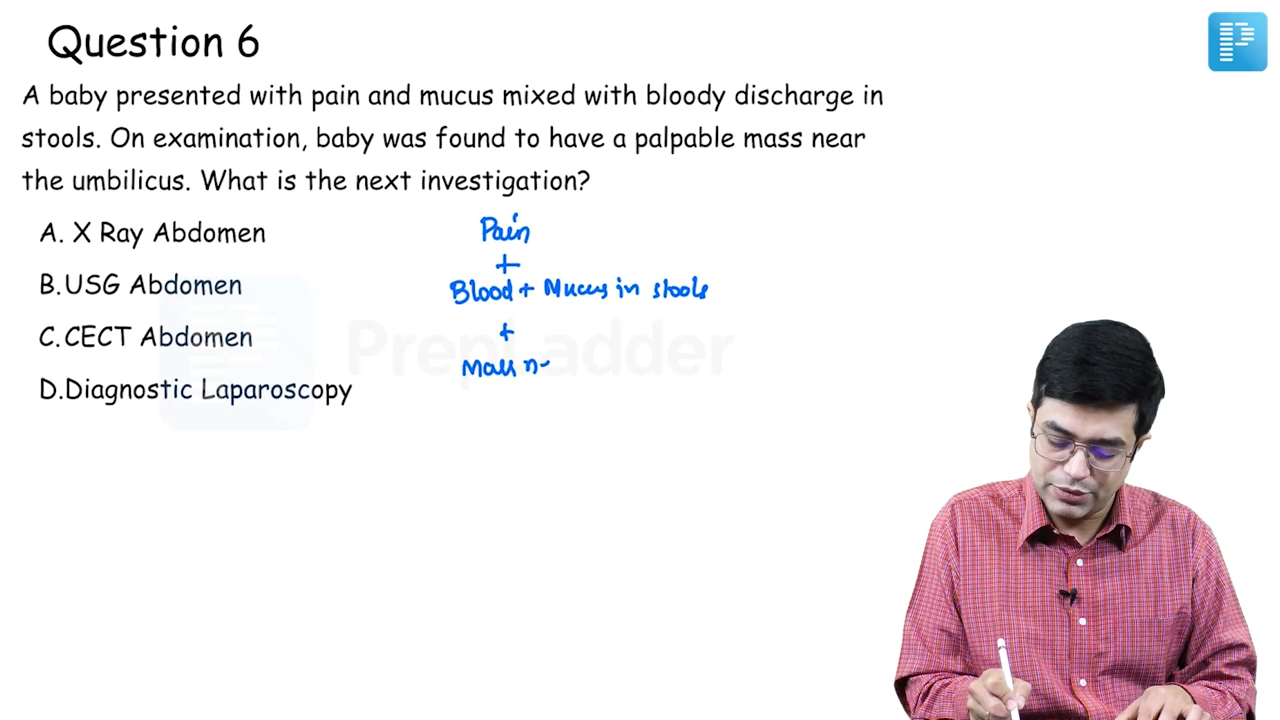 Question 6
A baby presented with pain and mucus mixed with bloody discharge in
stools. On examination, baby was found to have a palpable mass near
the umbilicus. What is the next investigation?
A. X Ray Abdomen
B.USG Abdomen
C.CECT Abdomen
D.Diagnostic Laparoscopy
Pain
+
Blood + Mucus in stools
+
Mass n
PrepLadder